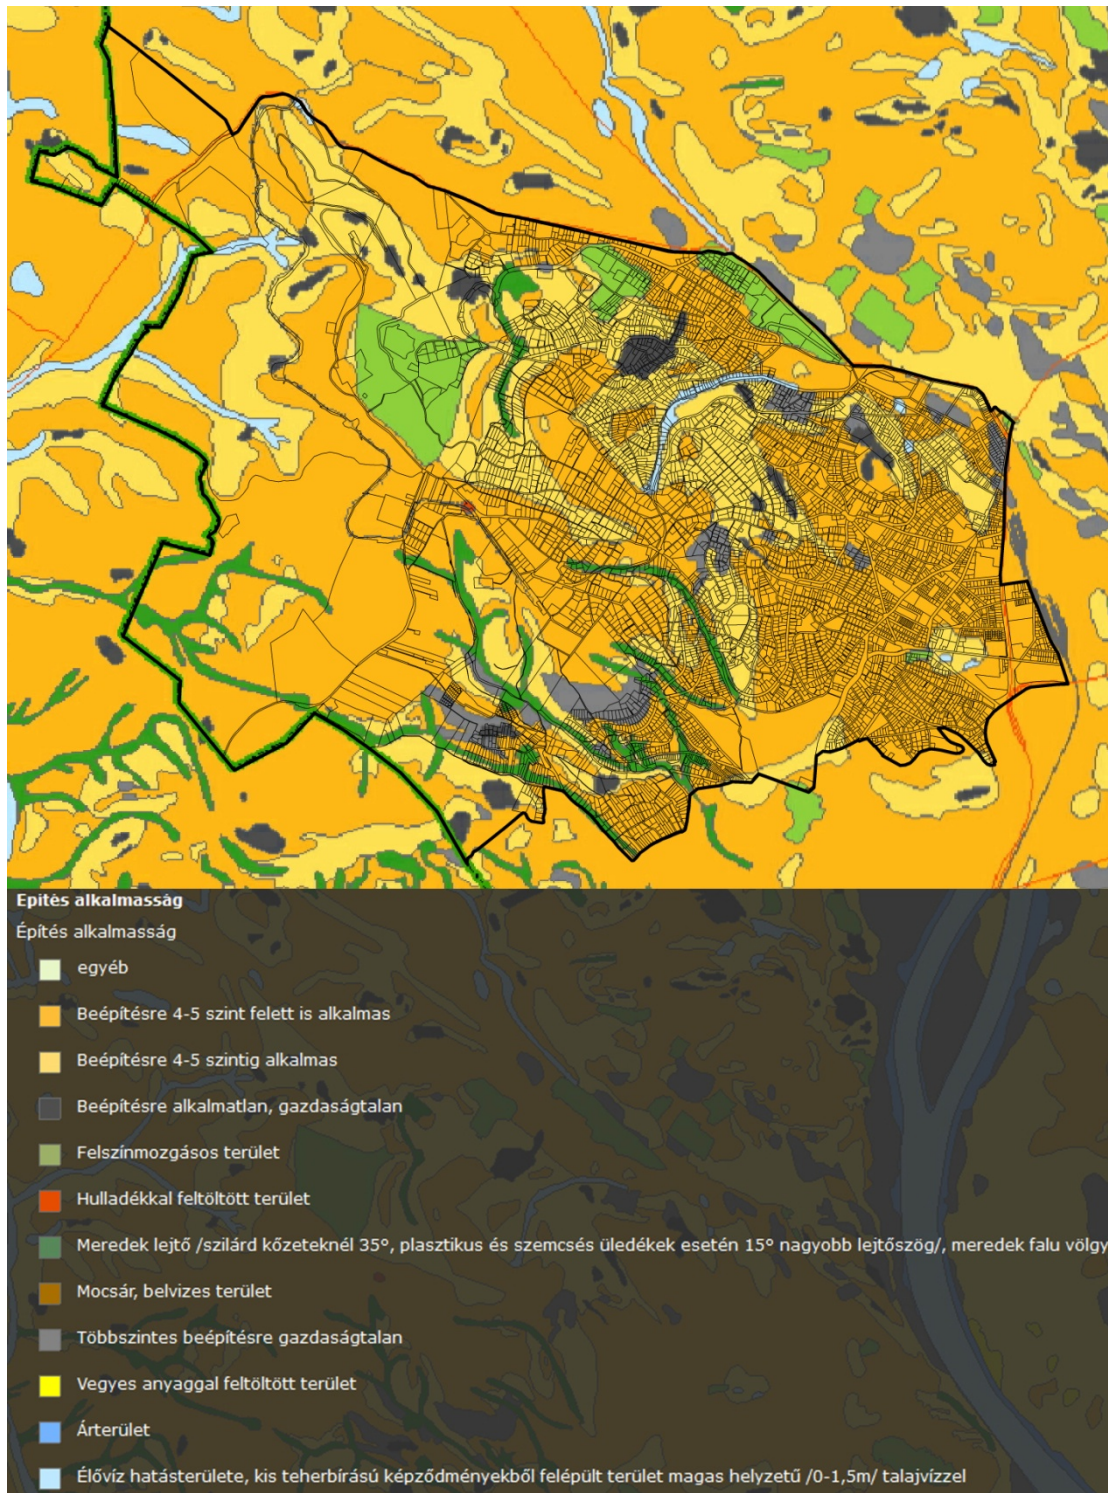 Építés alkalmasság
Építés alkalmasság
egyéb
Beépítésre 4-5 szint felett is alkalmas
Beépítésre 4-5 szintig alkalmas
Beépítésre alkalmatlan, gazdaságtalan
Felszínmozgásos terület
Hulladékkal feltöltött terület
Meredek lejtő /szilárd kőzeteknél 35°, plasztikus és szemcsés üledékek esetén 15° nagyobb lejtőszög/, meredek falu völgy
Mocsár, belvizes terület
Többszintes beépítésre gazdaságtalan
Vegyes anyaggal feltöltött terület
Árterület
Élővíz hatásterülete, kis teherbírású képződményekből felépült terület magas helyzetű /0-1,5m/ talajvízzel